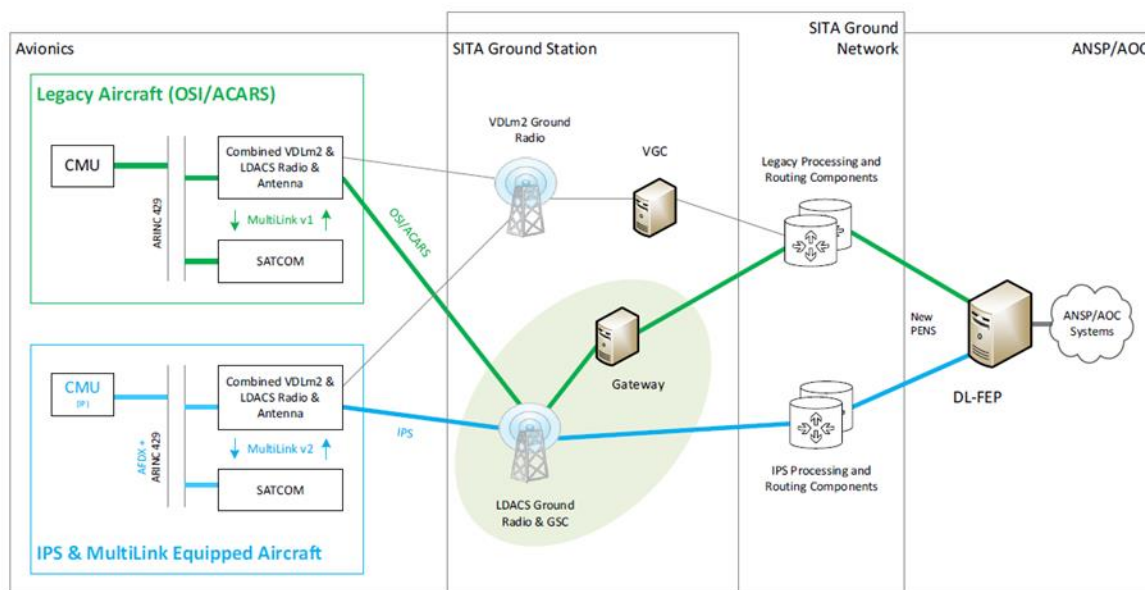 Avionics
SITA Ground Station
SITA Ground
Network
ANSP/AOC
Legacy Aircraft (OSI/ACARS)
CMU
ARINC 429
Combined VDLm2 &
LDACS Radio &
Antenna
↓ MultiLink v1 ↑
SATCOM
OSI/ACARS
VDLm2 Ground
Radio
VGC
Legacy Processing and
Routing Components
Gateway
New
PENS
DL-FEP
ANSP/AOC
Systems
CMU
(IP)
AFDX +
ARINC 429
Combined VDLm2 &
LDACS Radio &
Antenna
↓ MultiLink v2 ↑
SATCOM
IPS & MultiLink Equipped Aircraft
IPS
LDACS Ground
Radio & GSC
IPS Processing and
Routing Components